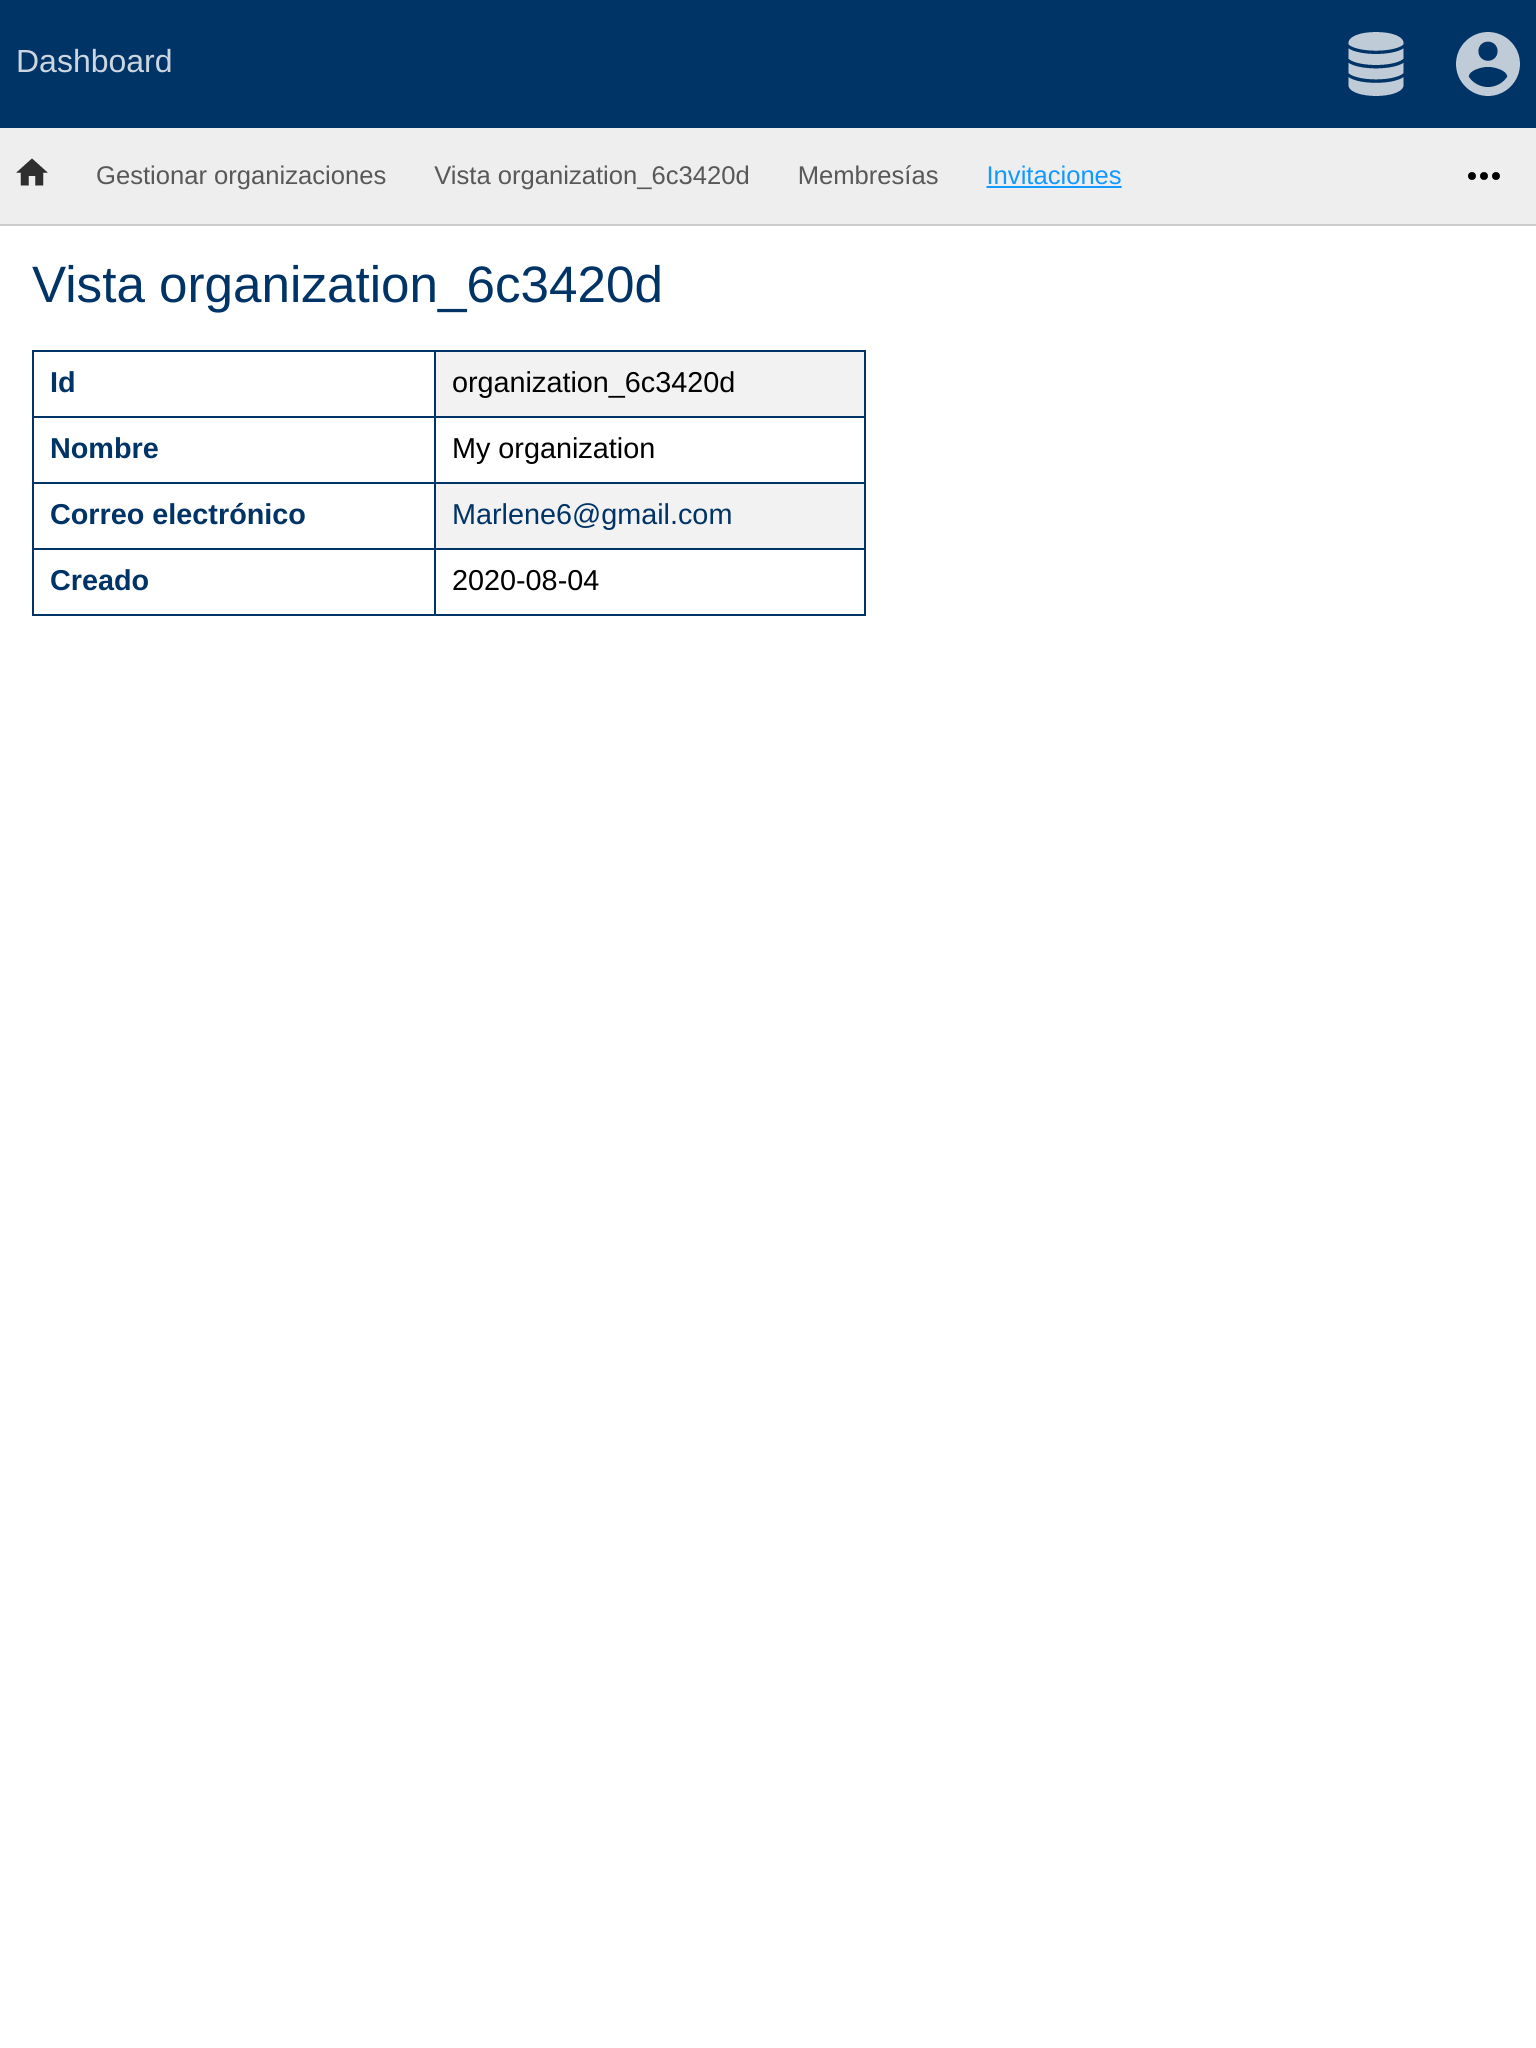 Dashboard
Gestionar organizaciones Vista organization_6c3420d Membresías Invitaciones
Vista organization_6c3420d
Id organization_6c3420d
Nombre My organization
Correo electrónico Marlene6@gmail.com
Creado 2020-08-04